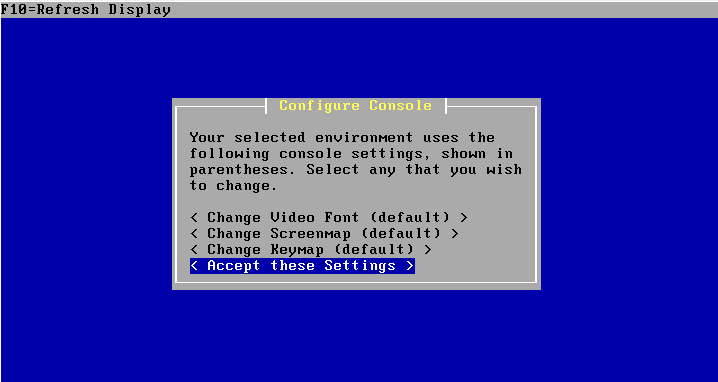 F10=Refresh Display
Configure Console
Your selected environment uses the
following console settings, shown in
parentheses. Select any that you wish
to change.
< Change Video Font (default) >
< Change Screenmap (default) >
< Change Keymap (default) >
< Accept these Settings >